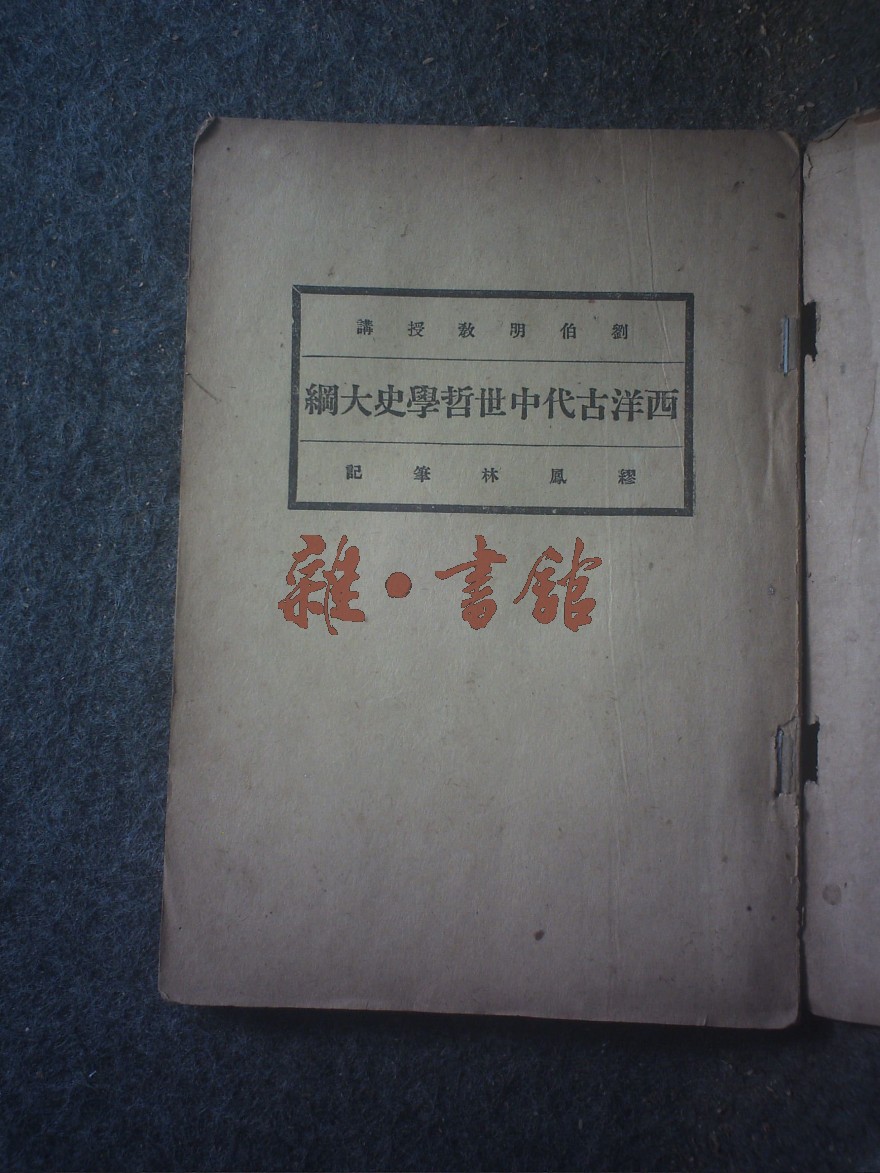 劉伯明教授講
西洋古代中世哲學史大綱
繆鳳林筆記
雜·書館